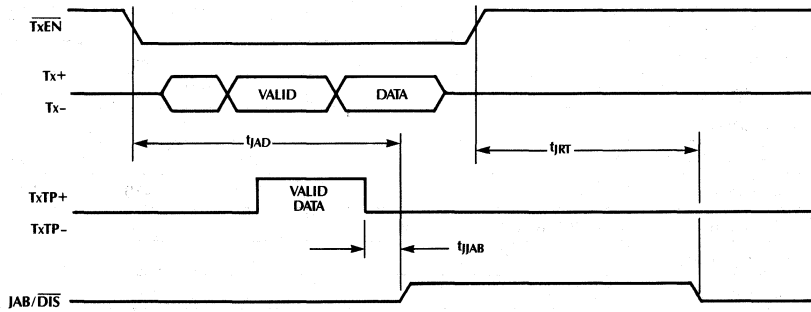 TxEN
Tx+
Tx–
VALID
DATA
tJAD
tJRT
TxTP+
TxTP–
VALID
DATA
tJJAB
JAB/DIS